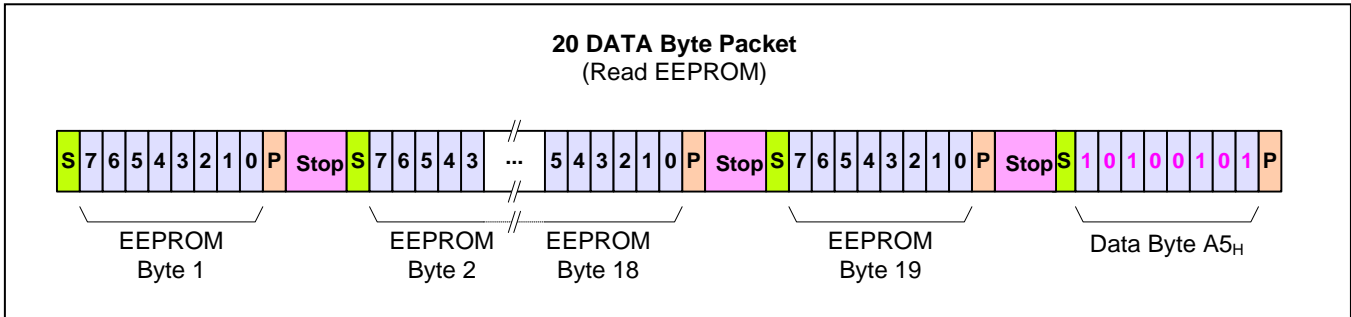 20 DATA Byte Packet
(Read EEPROM)
S 7 6 5 4 3 2 1 0 P Stop S 7 6 5 4 3 ... 5 4 3 2 1 0 P Stop S 7 6 5 4 3 2 1 0 P Stop S 1 0 1 0 0 1 0 1 P
EEPROM EEPROM EEPROM EEPROM Data Byte A5H
Byte 1 Byte 2 Byte 18 Byte 19